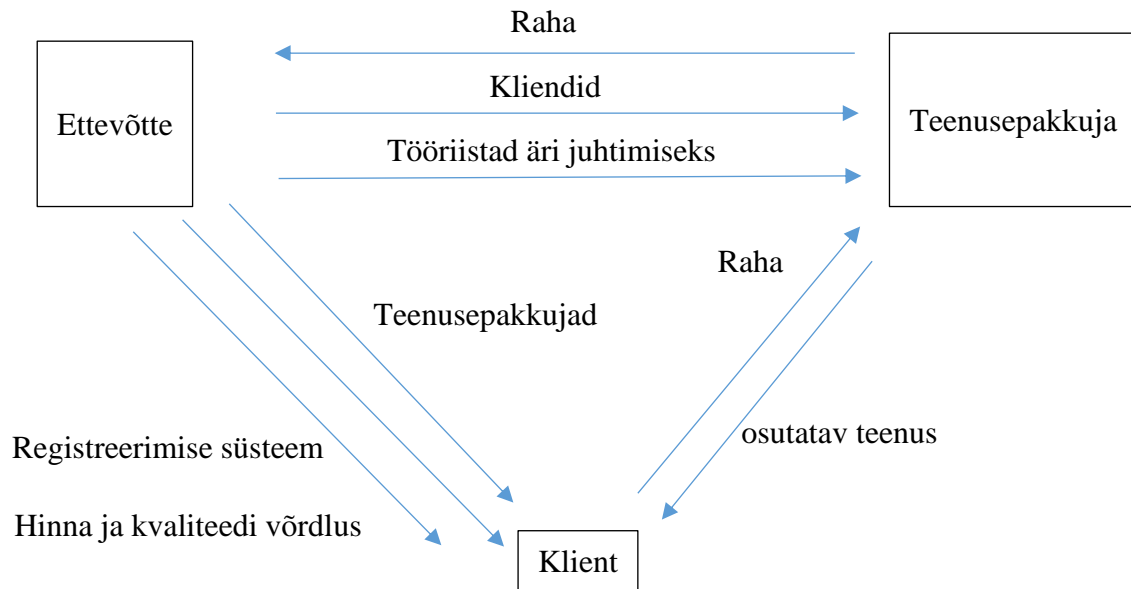 Raha
Kliendid
Ettevõtte
Teenusepakkuja
Tööriistad äri juhtimiseks
Raha
Teenusepakkujad
osutatav teenus
Registreerimise süsteem
Hinna ja kvaliteedi võrdlus
Klient